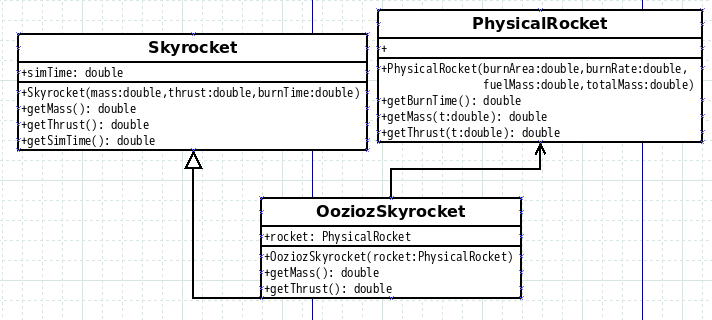 Skyrocket
+simTime: double
+Skyrocket(mass:double,thrust:double,burnTime:double)
+getMass(): double
+getThrust(): double
+getSimTime(): double
PhysicalRocket
+
+PhysicalRocket(burnArea:double,burnRate:double,
fuelMass:double,totalMass:double)
+getBurnTime(): double
+getMass(t:double): double
+getThrust(t:double): double
OoziozSkyrocket
+rocket: PhysicalRocket
+OoziozSkyrocket(rocket:PhysicalRocket)
+getMass(): double
+getThrust(): double